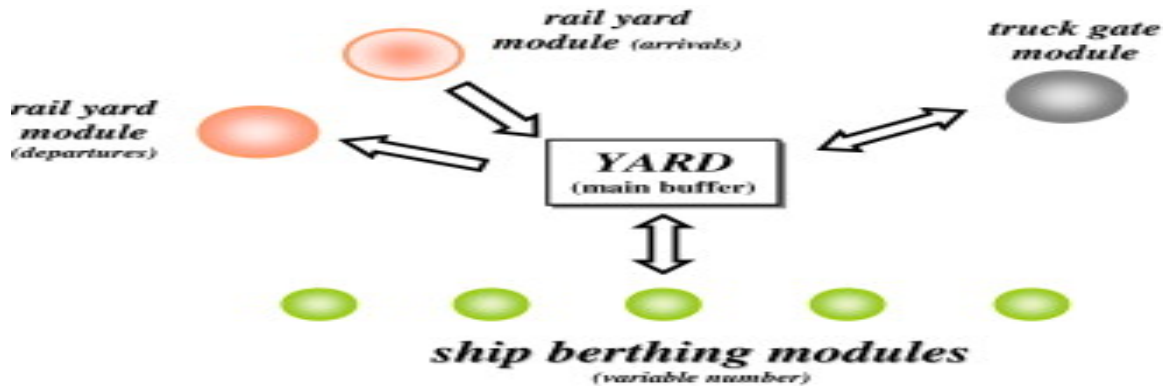 rail yard
module (arrivals)
truck gate
module
rail yard
module
(departures)
YARD
(main buffer)
ship berthing modules
(variable number)